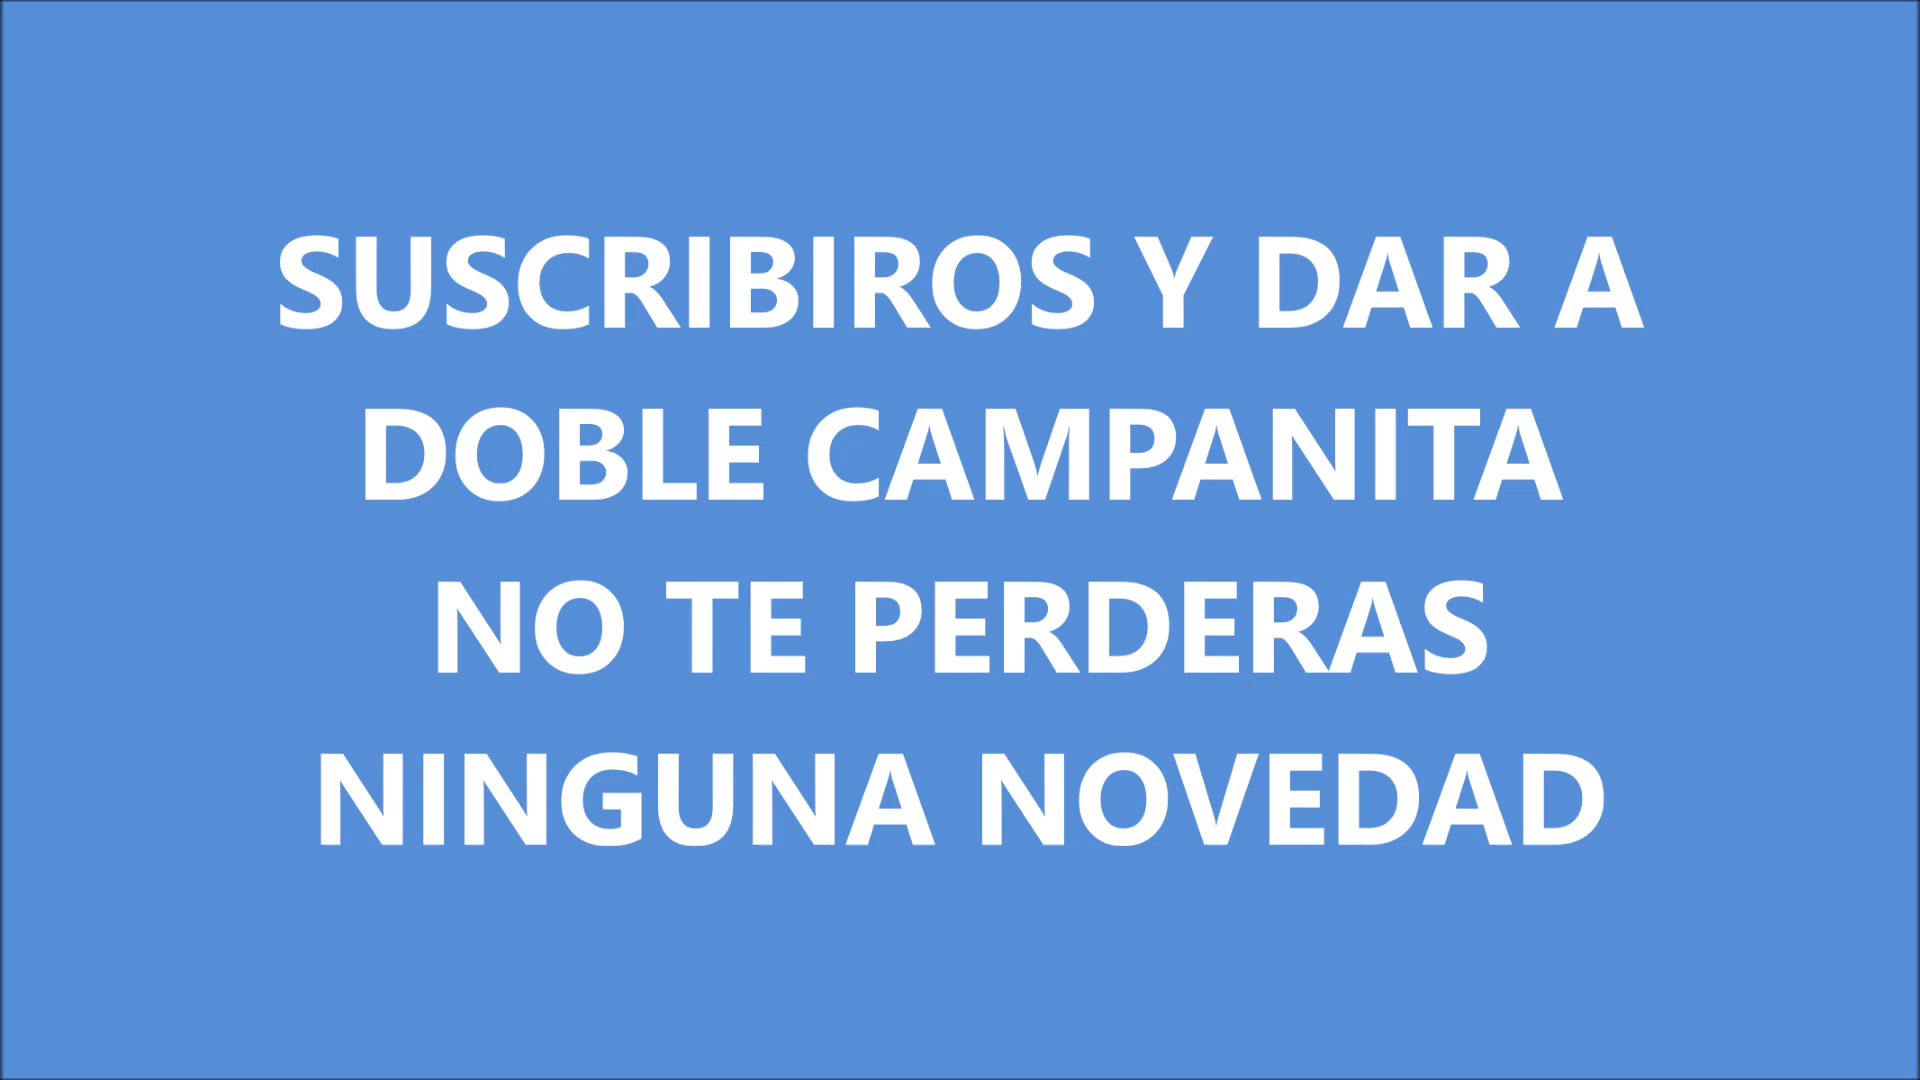 SUSCRIBIROS Y DAR A
DOBLE CAMPANITA
NO TE PERDERAS
NINGUNA NOVEDAD